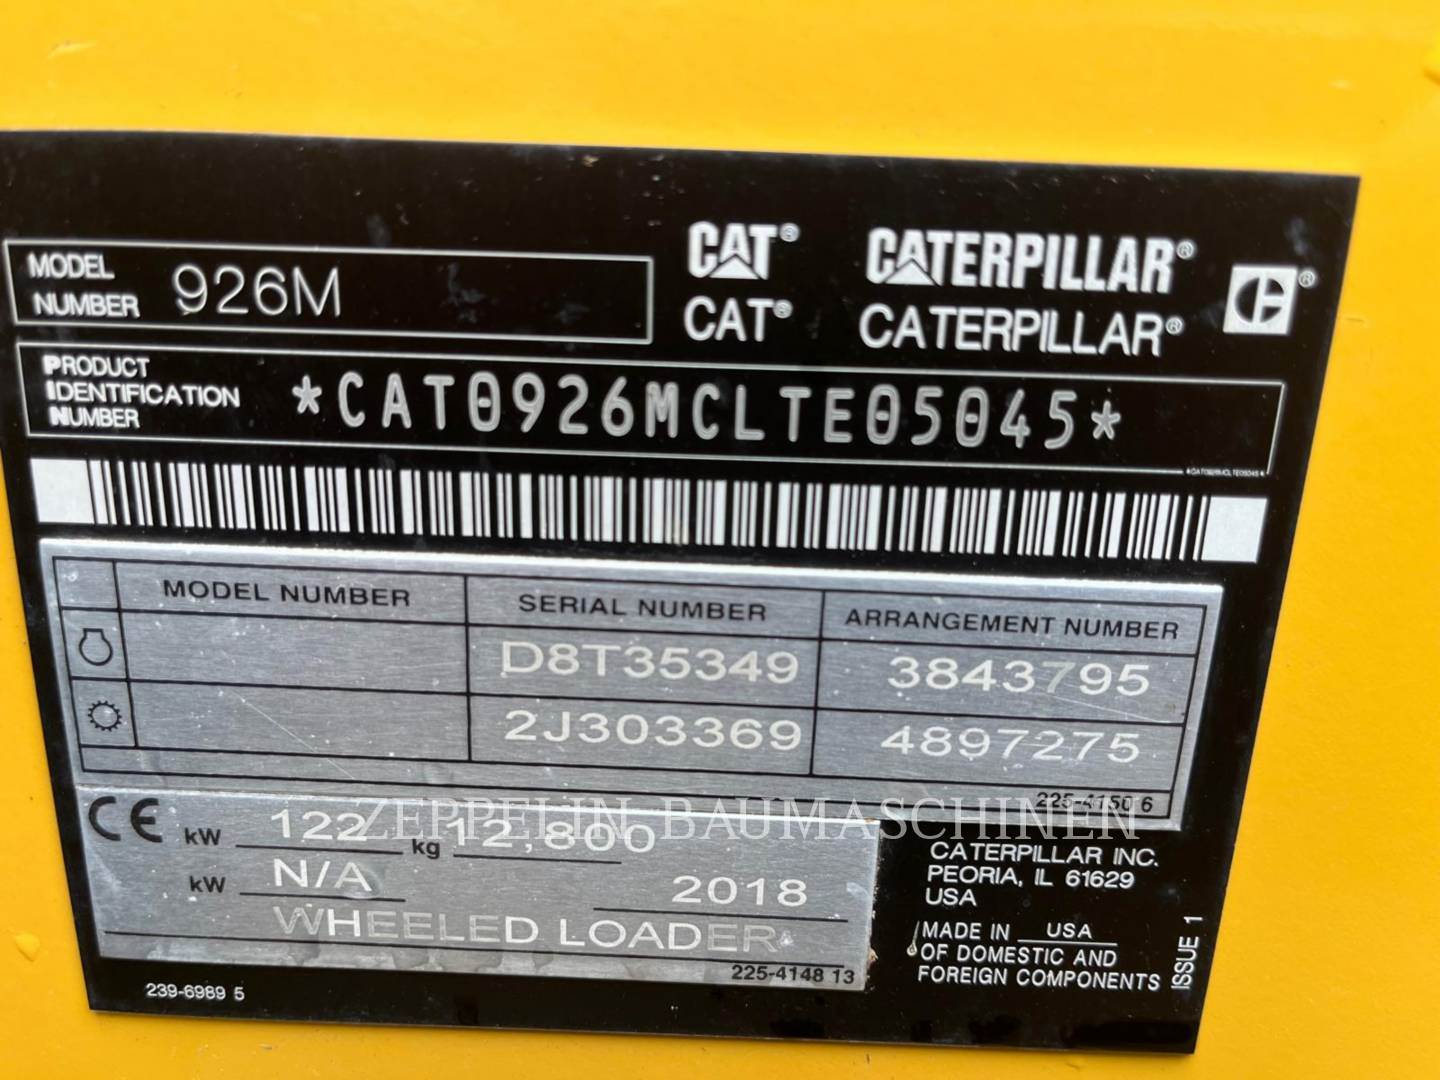 CAT® CATERPILLAR®
MODEL NUMBER 926M
CAT® CATERPILLAR®
PRODUCT IDENTIFICATION NUMBER *CAT0926MCLTE05045*
*CAT0926MCLTE05045*
MODEL NUMBER SERIAL NUMBER ARRANGEMENT NUMBER
D8T35349 3843795
2J303369 4897275
225-4150 6
CE kW 122 kg 12,800
ZEPPELIN BAUMASCHINEN
kW N/A 2018
WHEELED LOADER
225-4148 13
239-6989 5
CATERPILLAR INC.
PEORIA, IL 61629
USA
MADE IN USA
OF DOMESTIC AND
FOREIGN COMPONENTS
ISSUE 1